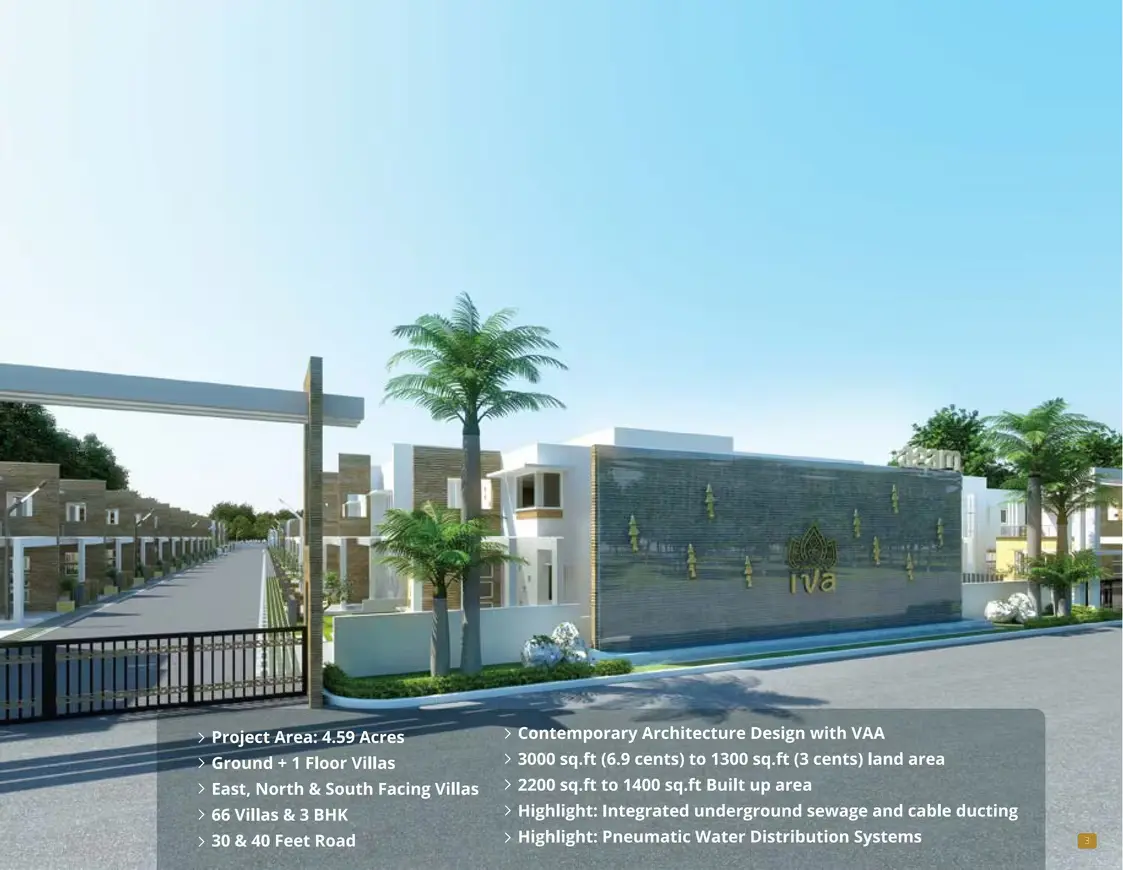 team
iva
Project Area: 4.59 Acres
Ground + 1 Floor Villas
East, North & South Facing Villas
66 Villas & 3 BHK
30 & 40 Feet Road
Contemporary Architecture Design with VAA
3000 sq.ft (6.9 cents) to 1300 sq.ft (3 cents) land area
2200 sq.ft to 1400 sq.ft Built up area
Highlight: Integrated underground sewage and cable ducting
Highlight: Pneumatic Water Distribution Systems
3